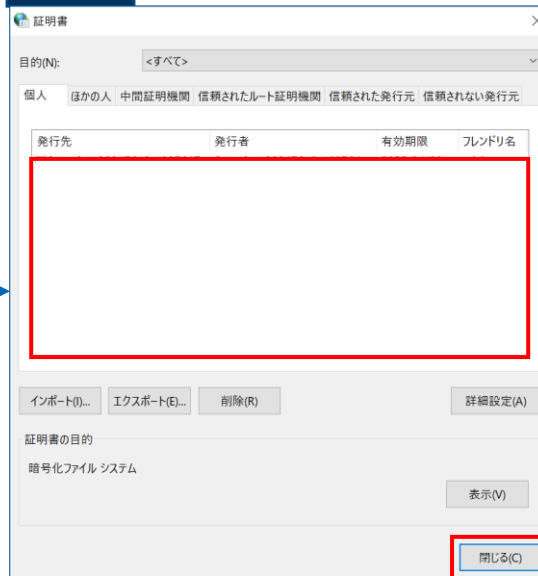 証明書
目的(N): <すべて>
個人 ほかの人 中間証明機関 信頼されたルート証明機関 信頼された発行元 信頼されない発行元
発行先 発行者 有効期限 フレンドリ名
インポート(I)... エクスポート(E)... 削除(R) 詳細設定(A)
証明書の目的
暗号化ファイル システム
表示(V)
閉じる(C)